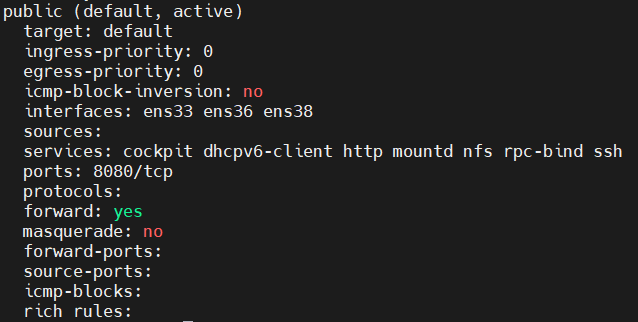 public (default, active)
target: default
ingress-priority: 0
egress-priority: 0
icmp-block-inversion: no
interfaces: ens33 ens36 ens38
sources:
services: cockpit dhcpv6-client http mountd nfs rpc-bind ssh
ports: 8080/tcp
protocols:
forward: yes
masquerade: no
forward-ports:
source-ports:
icmp-blocks:
rich rules: